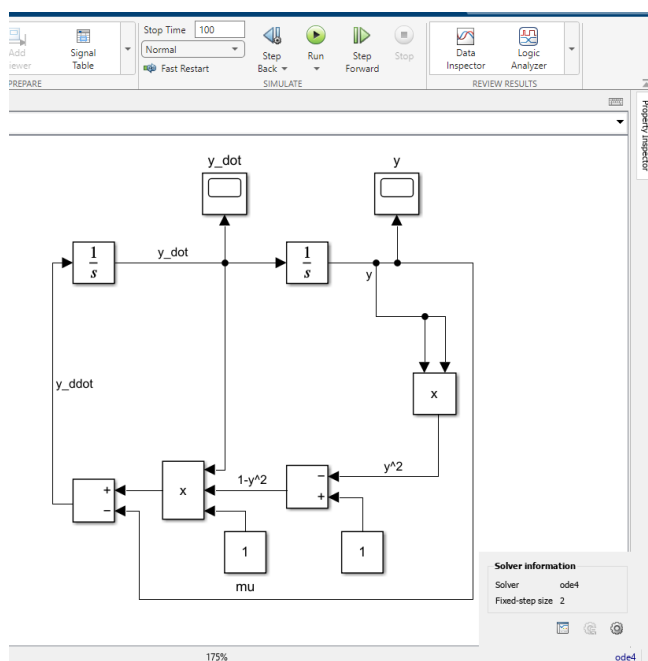 Stop Time 100
Add
Viewer
Signal
Table
Normal
Fast Restart
Step
Back
Run
Step
Forward
Stop
Data
Inspector
Logic
Analyzer
PREPARE
SIMULATE
REVIEW RESULTS
Property Inspector
y_dot
y
1
s
y_dot
1
s
y
y_ddot
x
y^2
x
1-y^2
+
−
−
+
1
mu
1
Solver information
Solver ode4
Fixed-step size 2
175%
ode4